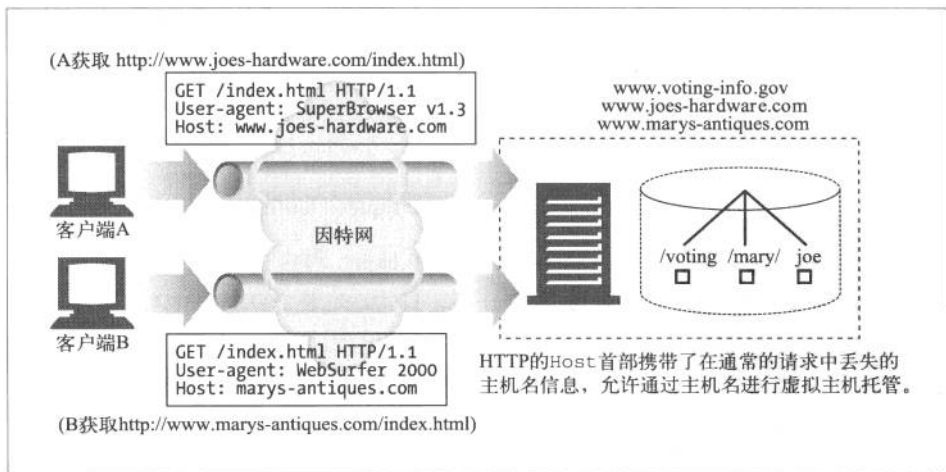 (A获取 http://www.joes-hardware.com/index.html)
GET /index.html HTTP/1.1
User-agent: SuperBrowser v1.3
Host: www.joes-hardware.com
www.voting-info.gov
www.joes-hardware.com
www.marys-antiques.com
客户端A
因特网
/voting /mary/ joe
客户端B
GET /index.html HTTP/1.1
User-agent: WebSurfer 2000
Host: marys-antiques.com
HTTP的Host首部携带了在通常的请求中丢失的
主机名信息，允许通过主机名进行虚拟主机托管。
(B获取http://www.marys-antiques.com/index.html)